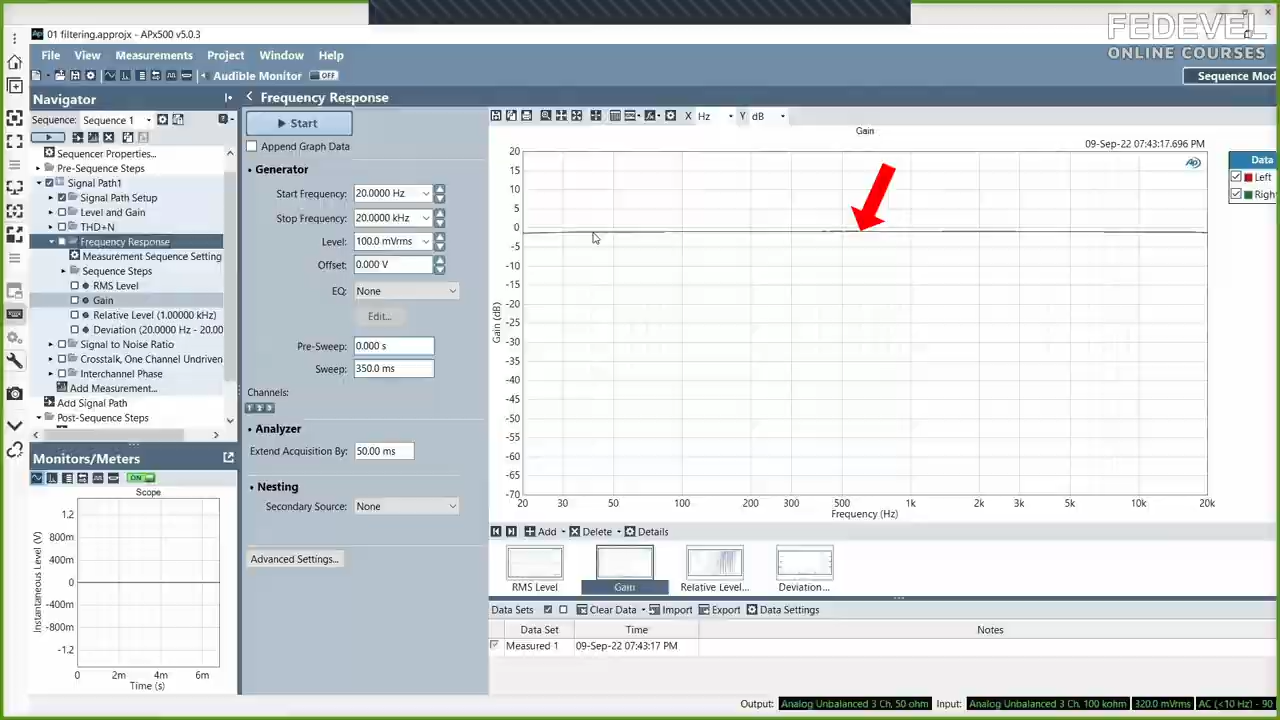 FEDEVEL
ONLINE COURSES
01 filtering.approjx - APx500 v5.0.3
File View Measurements Project Window Help
Audible Monitor OFF
Sequence Mod
Navigator
Frequency Response
Sequence: Sequence 1
X Hz Y dB
Start
Append Graph Data
Gain
09-Sep-22 07:43:17.696 PM
Sequencer Properties...
Pre-Sequence Steps
Signal Path1
Signal Path Setup
Level and Gain
THD+N
Frequency Response
Measurement Sequence Setting
Sequence Steps
RMS Level
Gain
Relative Level (1.00000 kHz)
Deviation (20.0000 Hz - 20.00
Signal to Noise Ratio
Crosstalk, One Channel Undriven
Interchannel Phase
Add Measurement...
Add Signal Path
Post-Sequence Steps
Generator
Start Frequency: 20.0000 Hz
Stop Frequency: 20.0000 kHz
Level: 100.0 mVrms
Offset: 0.000 V
EQ: None
Edit...
Pre-Sweep: 0.000 s
Sweep: 350.0 ms
Channels:
1 2 3
Analyzer
Extend Acquisition By: 50.00 ms
Nesting
Secondary Source: None
Advanced Settings...
Data
Left
Right
Gain (dB)
20
15
10
5
0
-5
-10
-15
-20
-25
-30
-35
-40
-45
-50
-55
-60
-65
-70
20 30 50 100 200 300 500 1k 2k 3k 5k 10k 20k
Frequency (Hz)
Monitors/Meters
ON
Scope
Instantaneous Level (V)
1.2
800m
400m
0
-400m
-800m
-1.2
0 2m 4m 6m
Time (s)
Add Delete Details
RMS Level Gain Relative Level... Deviation...
Data Sets Clear Data Import Export Data Settings
Data Set Time Notes
Measured 1 09-Sep-22 07:43:17 PM
Output: Analog Unbalanced 3 Ch, 50 ohm Input: Analog Unbalanced 3 Ch, 100 kohm 320.0 mVrms AC (<10 Hz) - 90